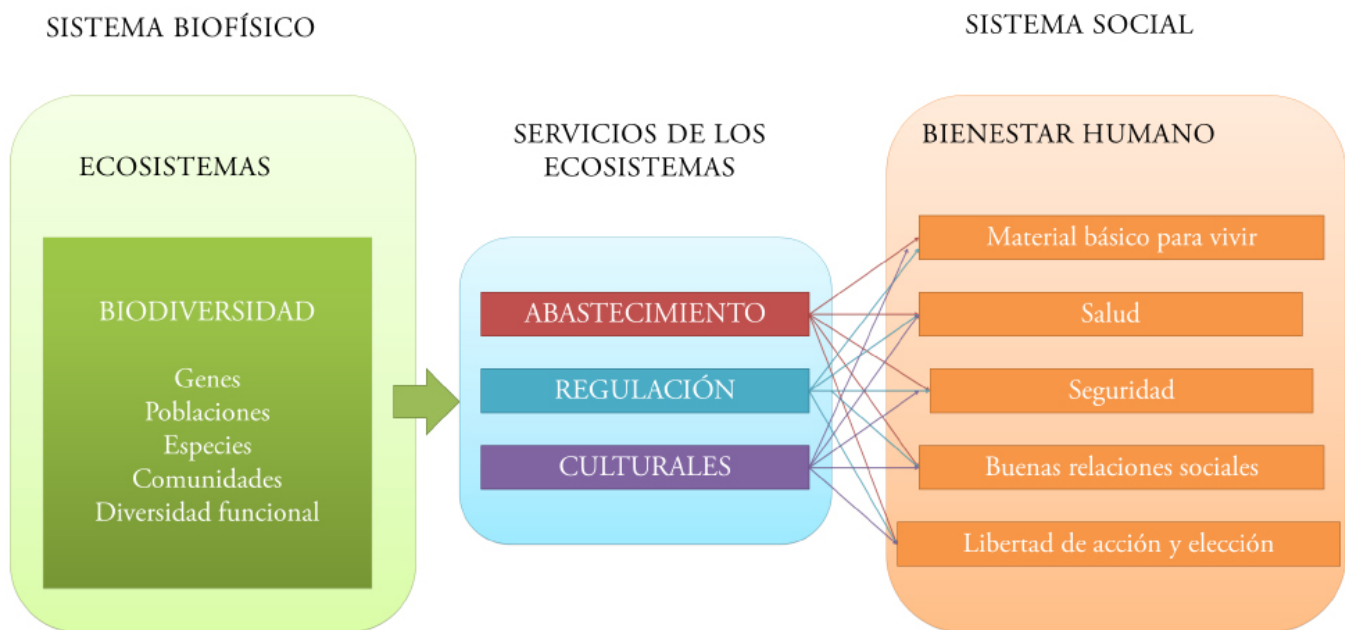 SISTEMA BIOFÍSICO
SISTEMA SOCIAL
ECOSISTEMAS
BIODIVERSIDAD
Genes
Poblaciones
Especies
Comunidades
Diversidad funcional
SERVICIOS DE LOS
ECOSISTEMAS
ABASTECIMIENTO
REGULACIÓN
CULTURALES
BIENESTAR HUMANO
Material básico para vivir
Salud
Seguridad
Buenas relaciones sociales
Libertad de acción y elección